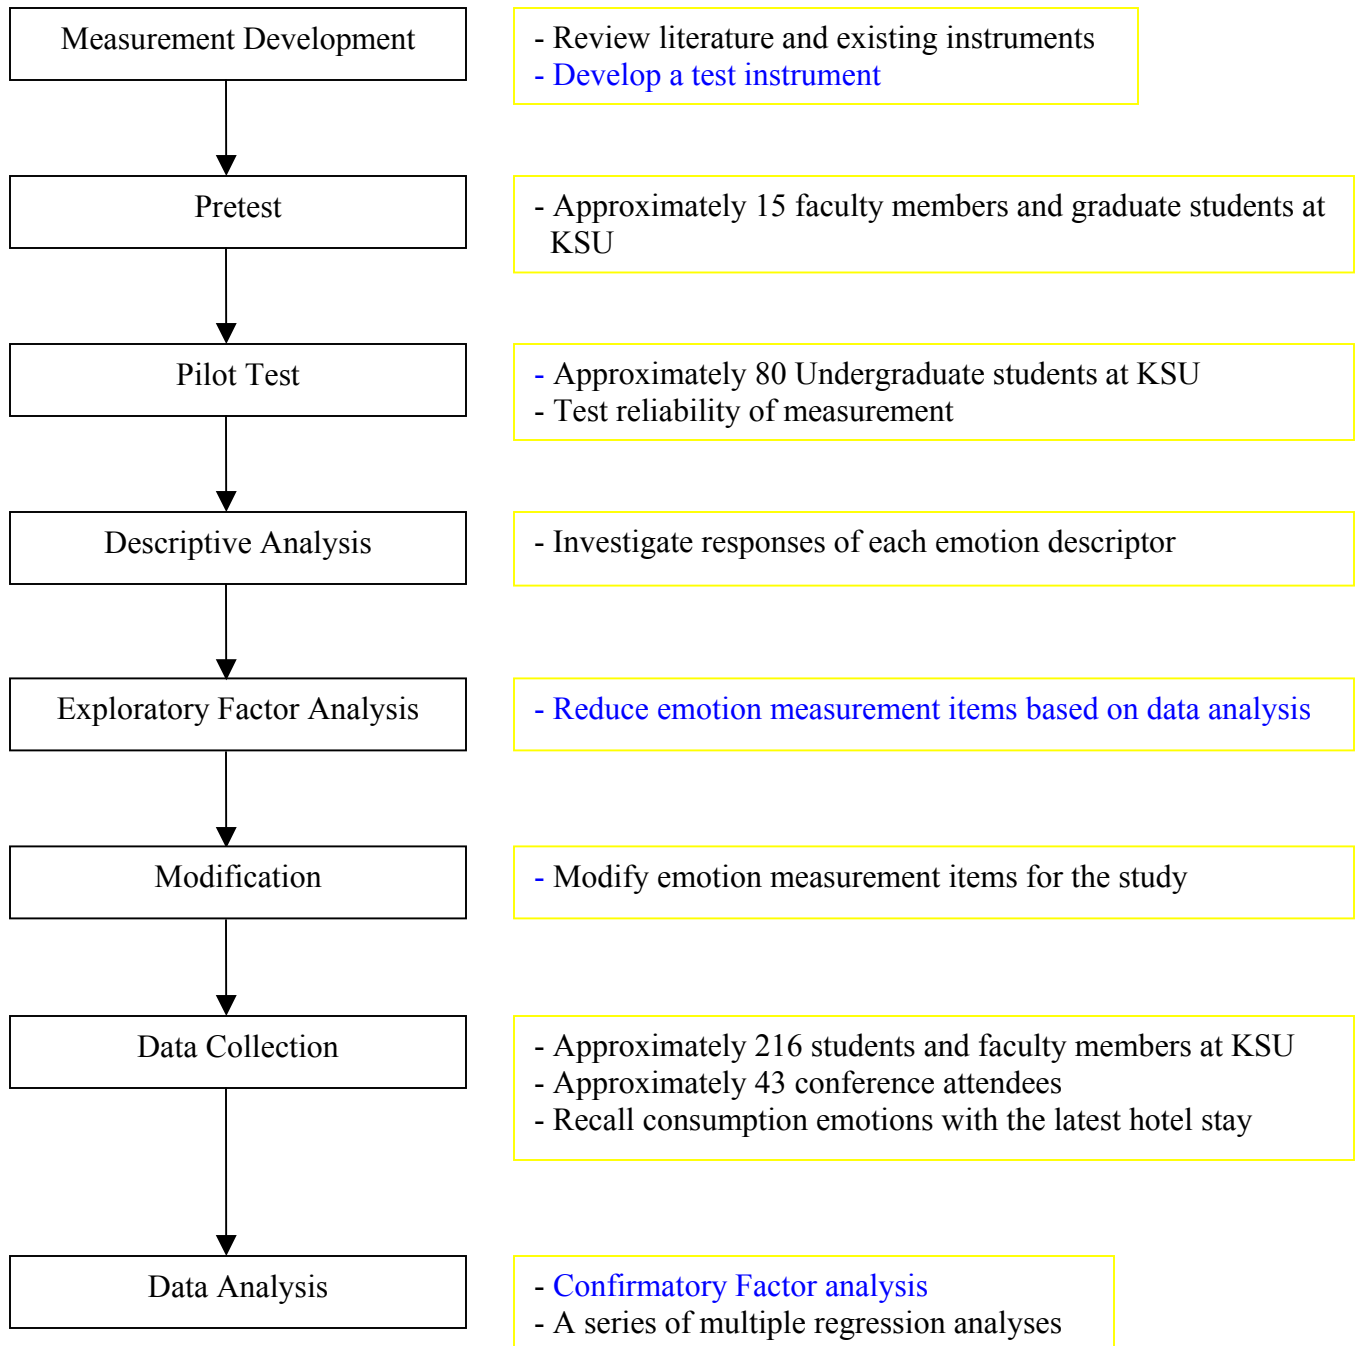 Measurement Development
- Review literature and existing instruments
- Develop a test instrument
Pretest
- Approximately 15 faculty members and graduate students at
KSU
Pilot Test
- Approximately 80 Undergraduate students at KSU
- Test reliability of measurement
Descriptive Analysis
- Investigate responses of each emotion descriptor
Exploratory Factor Analysis
- Reduce emotion measurement items based on data analysis
Modification
- Modify emotion measurement items for the study
Data Collection
- Approximately 216 students and faculty members at KSU
- Approximately 43 conference attendees
- Recall consumption emotions with the latest hotel stay
Data Analysis
- Confirmatory Factor analysis
- A series of multiple regression analyses